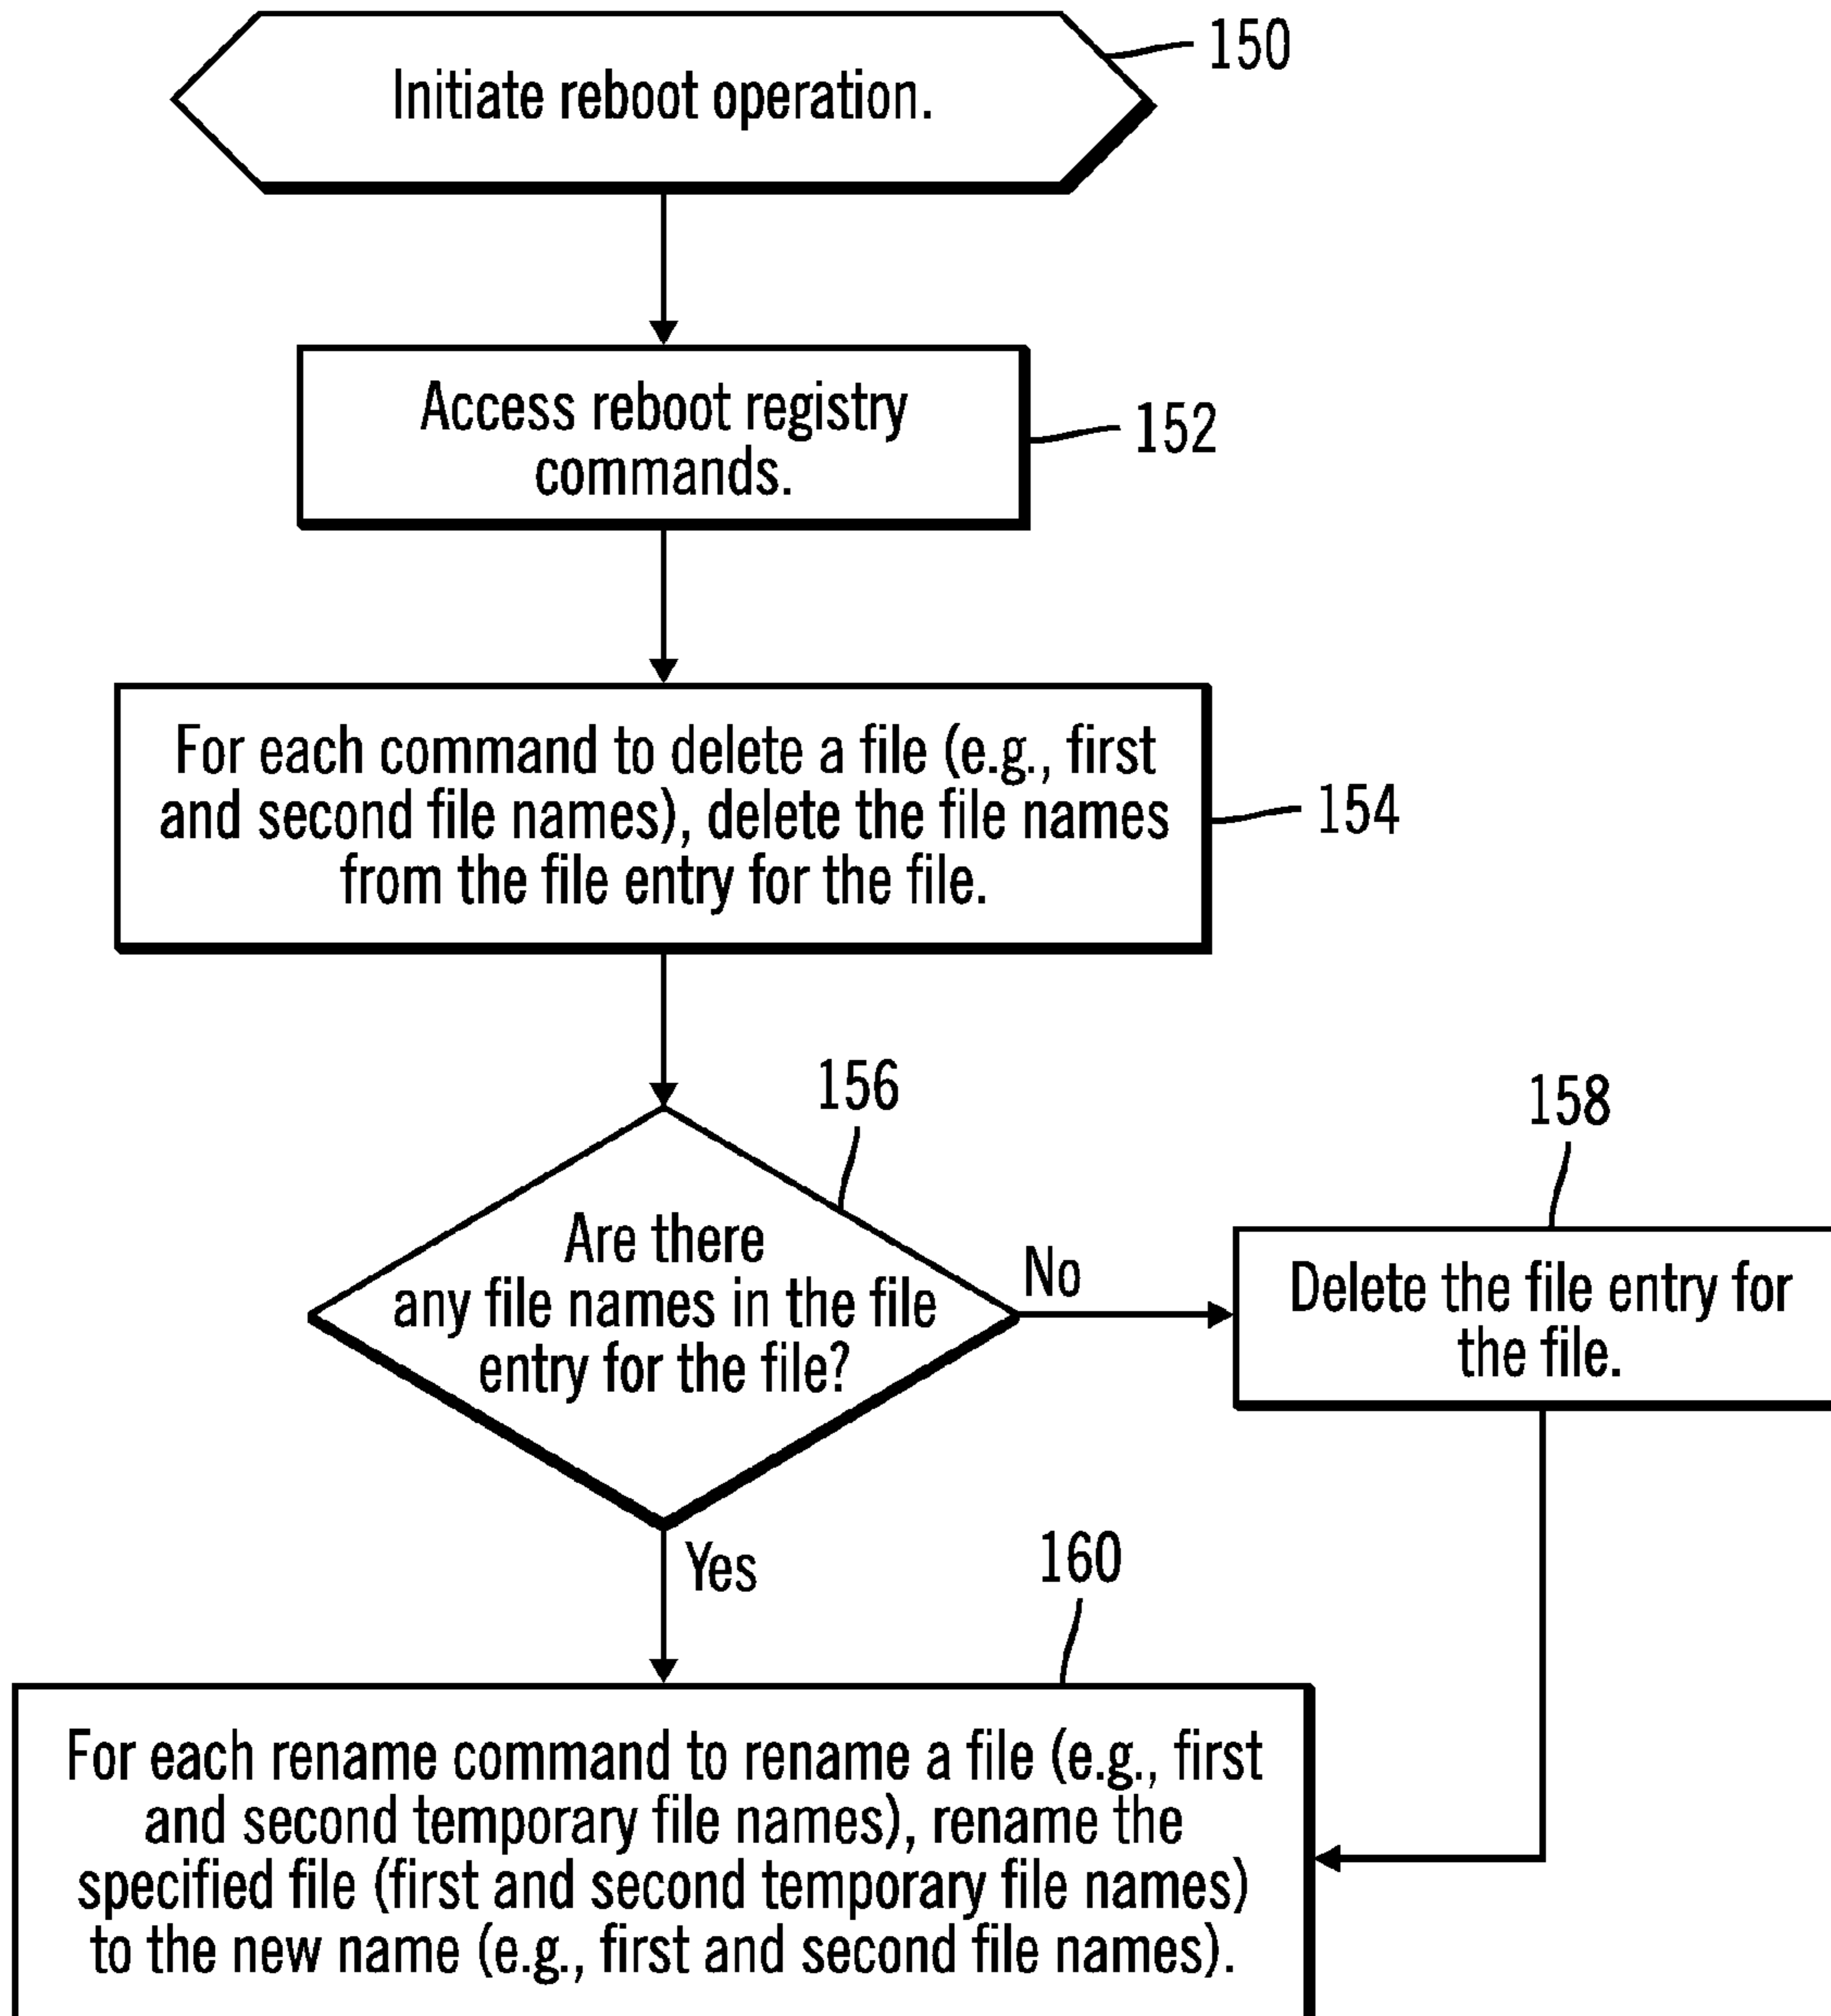 150
Initiate reboot operation.
Access reboot registry
commands.
152
For each command to delete a file (e.g., first
and second file names), delete the file names
from the file entry for the file.
154
156
Are there
any file names in the file
entry for the file?
No
158
Delete the file entry for
the file.
Yes
160
For each rename command to rename a file (e.g., first
and second temporary file names), rename the
specified file (first and second temporary file names)
to the new name (e.g., first and second file names).